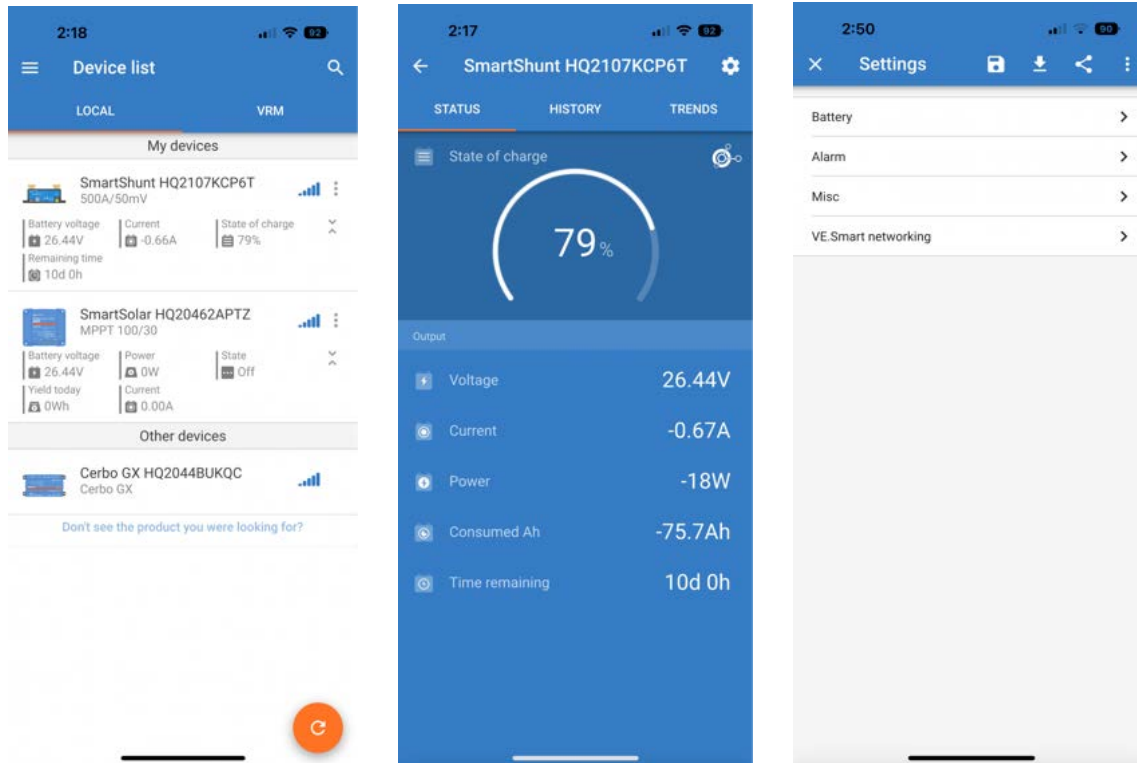 2:18
92
Device list
LOCAL VRM
My devices
SmartShunt HQ2107KCP6T
500A/50mV
Battery voltage Current State of charge
26.44V -0.66A 79%
Remaining time
10d 0h
SmartSolar HQ20462APTZ
MPPT 100/30
Battery voltage Power State
26.44V 0W Off
Yield today Current
0Wh 0.00A
Other devices
Cerbo GX HQ2044BUKQC
Cerbo GX
Don't see the product you were looking for?
2:17
92
SmartShunt HQ2107KCP6T
STATUS HISTORY TRENDS
State of charge
79%
Output
Voltage 26.44V
Current -0.67A
Power -18W
Consumed Ah -75.7Ah
Time remaining 10d 0h
2:50
90
Settings
Battery
Alarm
Misc
VE.Smart networking